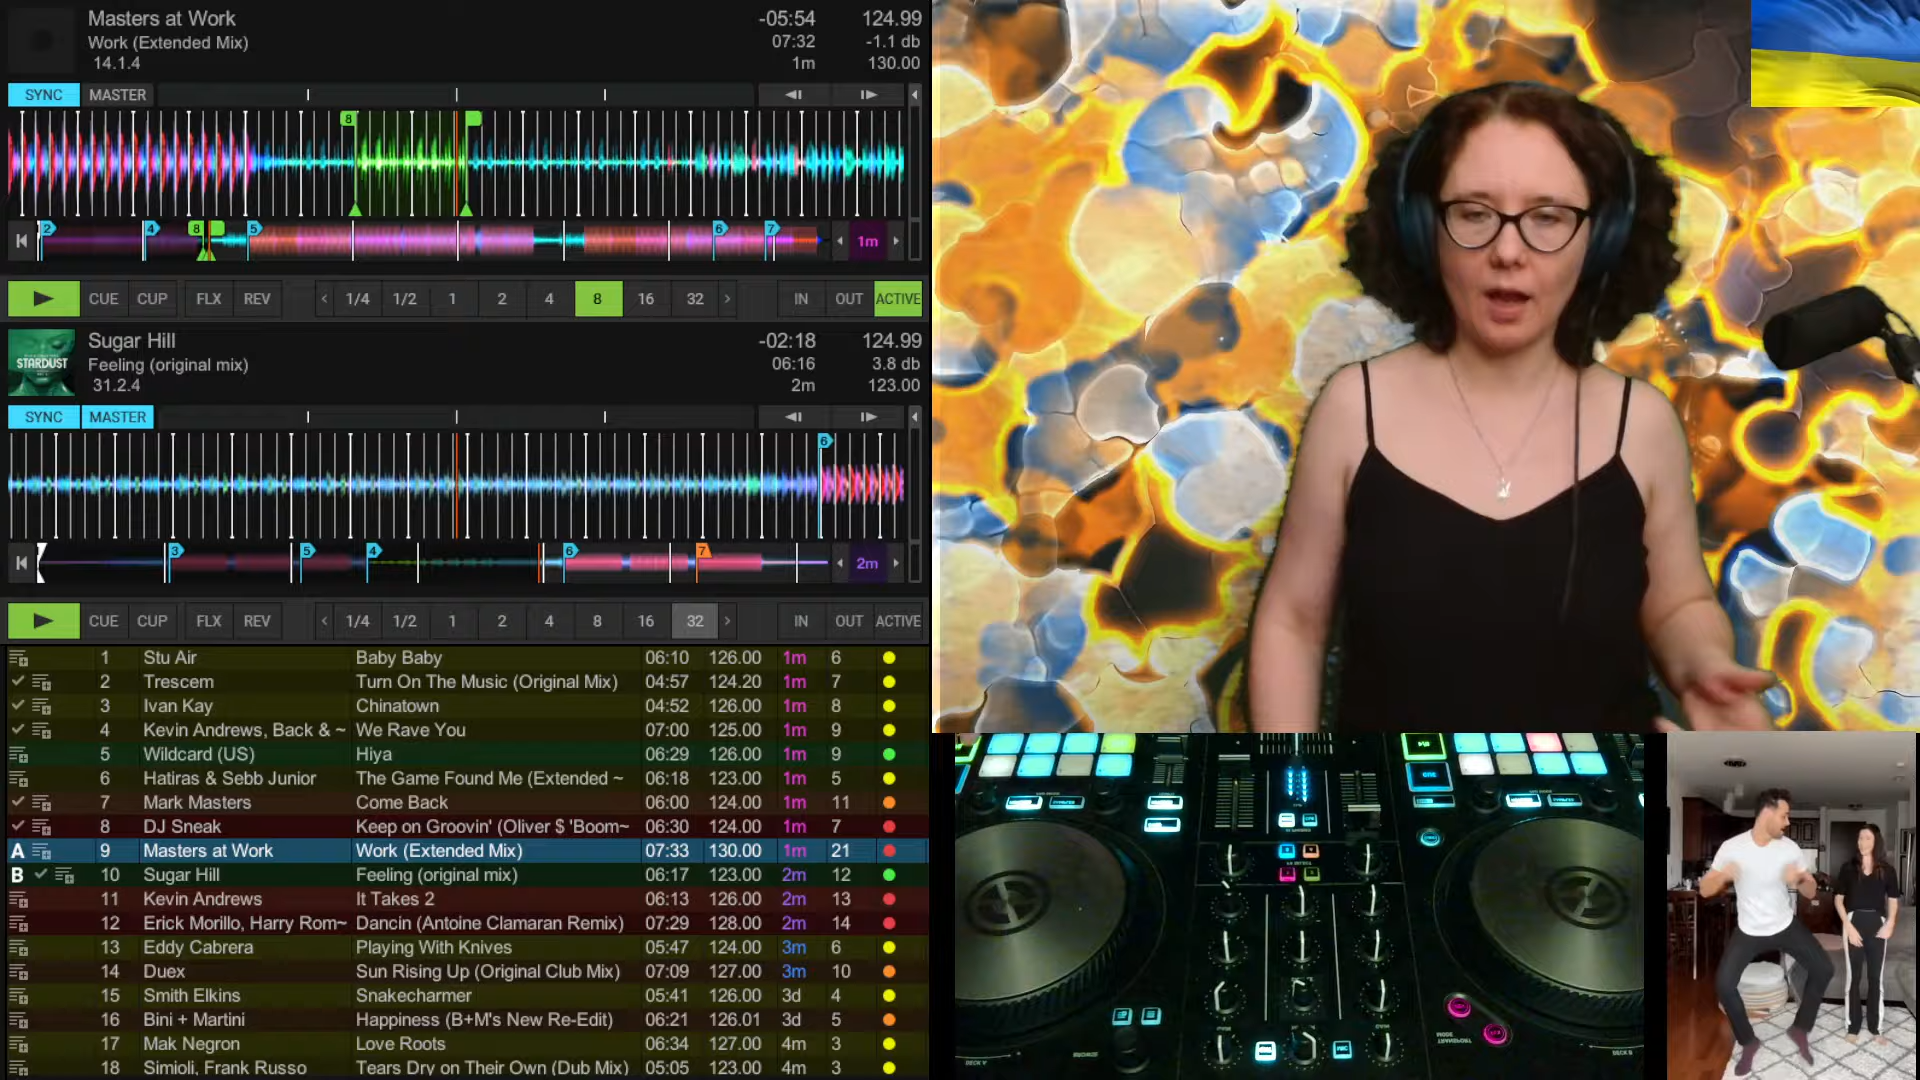 Masters at Work -05:54 124.99
Work (Extended Mix) 07:32 -1.1 db
14.1.4 1m 130.00
SYNC MASTER
8
2 4 8 5 6 7 1m
CUE CUP FLX REV 1/4 1/2 1 2 4 8 16 32 IN OUT ACTIVE
Sugar Hill -02:18 124.99
STARDUST Feeling (original mix) 06:16 3.8 db
31.2.4 2m 123.00
SYNC MASTER
6
3 5 4 6 7 2m
CUE CUP FLX REV 1/4 1/2 1 2 4 8 16 32 IN OUT ACTIVE
1 Stu Air Baby Baby 06:10 126.00 1m 6
2 Trescem Turn On The Music (Original Mix) 04:57 124.20 1m 7
3 Ivan Kay Chinatown 04:52 126.00 1m 8
4 Kevin Andrews, Back & ~ We Rave You 07:00 125.00 1m 9
5 Wildcard (US) Hiya 06:29 126.00 1m 9
6 Hatiras & Sebb Junior The Game Found Me (Extended ~ 06:18 123.00 1m 5
7 Mark Masters Come Back 06:00 124.00 1m 11
8 DJ Sneak Keep on Groovin' (Oliver $ 'Boom~ 06:30 124.00 1m 7
A 9 Masters at Work Work (Extended Mix) 07:33 130.00 1m 21
B 10 Sugar Hill Feeling (original mix) 06:17 123.00 2m 12
11 Kevin Andrews It Takes 2 06:13 126.00 2m 13
12 Erick Morillo, Harry Rom~ Dancin (Antoine Clamaran Remix) 07:29 128.00 2m 14
13 Eddy Cabrera Playing With Knives 05:47 124.00 3m 6
14 Duex Sun Rising Up (Original Club Mix) 07:09 127.00 3m 10
15 Smith Elkins Snakecharmer 05:41 126.00 3d 4
16 Bini + Martini Happiness (B+M's New Re-Edit) 06:21 126.01 3d 5
17 Mak Negron Love Roots 06:34 127.00 4m 3
18 Simioli, Frank Russo Tears Dry on Their Own (Dub Mix) 05:05 123.00 4m 3